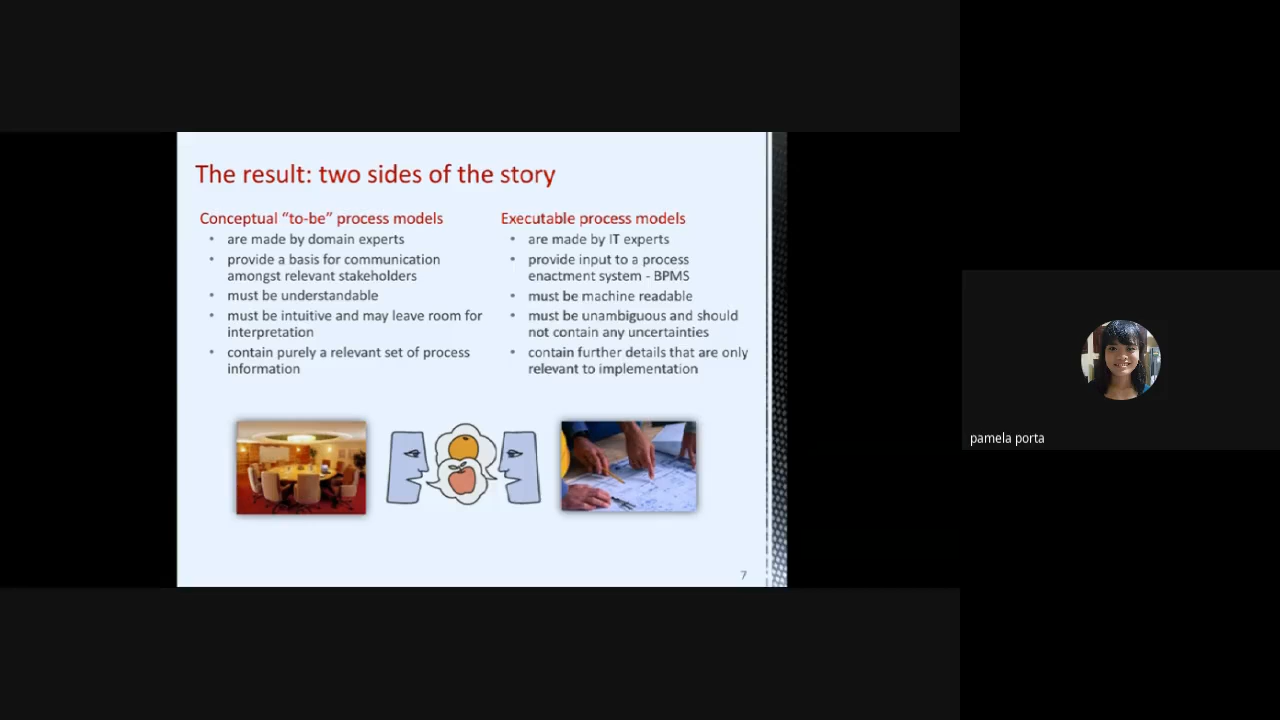 The result: two sides of the story
Conceptual “to-be” process models
• are made by domain experts
• provide a basis for communication
amongst relevant stakeholders
• must be understandable
• must be intuitive and may leave room for
interpretation
• contain purely a relevant set of process
information
Executable process models
• are made by IT experts
• provide input to a process
enactment system - BPMS
• must be machine readable
• must be unambiguous and should
not contain any uncertainties
• contain further details that are only
relevant to implementation
7
pamela porta